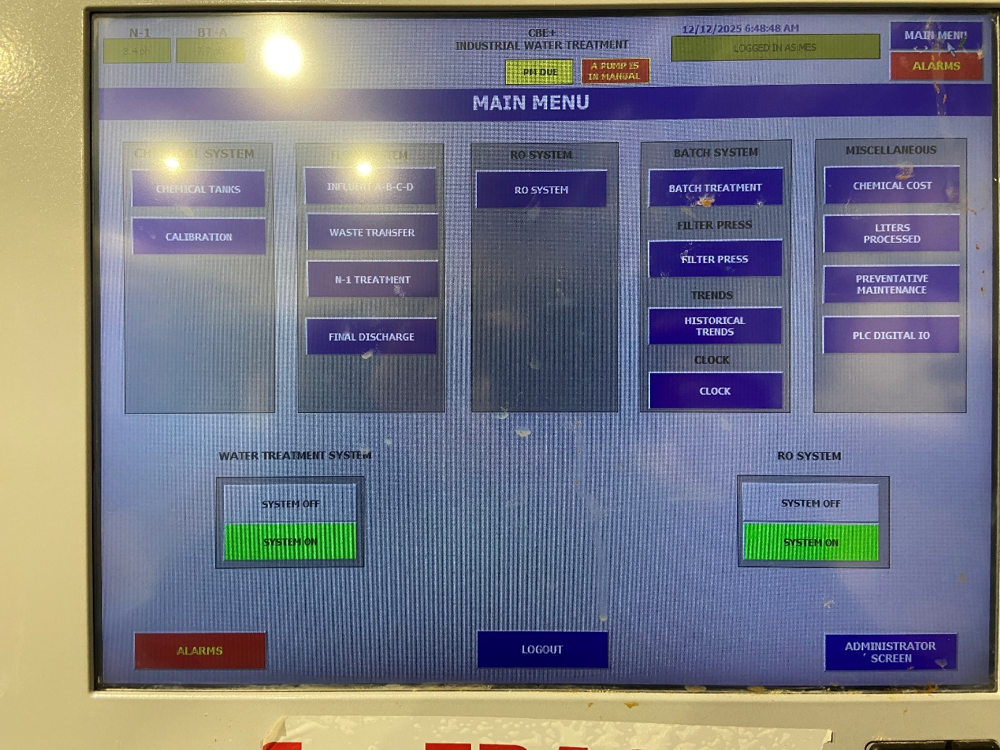 N-1
BT-A
8.4 ph
CBE+
INDUSTRIAL WATER TREATMENT
PM DUE
A PUMP IS
IN MANUAL
12/12/2025 6:48:48 AM
LOGGED IN AS MES
MAIN MENU
ALARMS
MAIN MENU
SYSTEM
CHEMICAL TANKS
CALIBRATION
INFLUENT A-B-C-D
WASTE TRANSFER
N-1 TREATMENT
FINAL DISCHARGE
RO SYSTEM
RO SYSTEM
BATCH SYSTEM
BATCH TREATMENT
FILTER PRESS
FILTER PRESS
TRENDS
HISTORICAL
TRENDS
CLOCK
CLOCK
MISCELLANEOUS
CHEMICAL COST
LITERS
PROCESSED
PREVENTATIVE
MAINTENANCE
PLC DIGITAL IO
WATER TREATMENT SYSTEM
SYSTEM OFF
SYSTEM ON
RO SYSTEM
SYSTEM OFF
SYSTEM ON
ALARMS
LOGOUT
ADMINISTRATOR
SCREEN